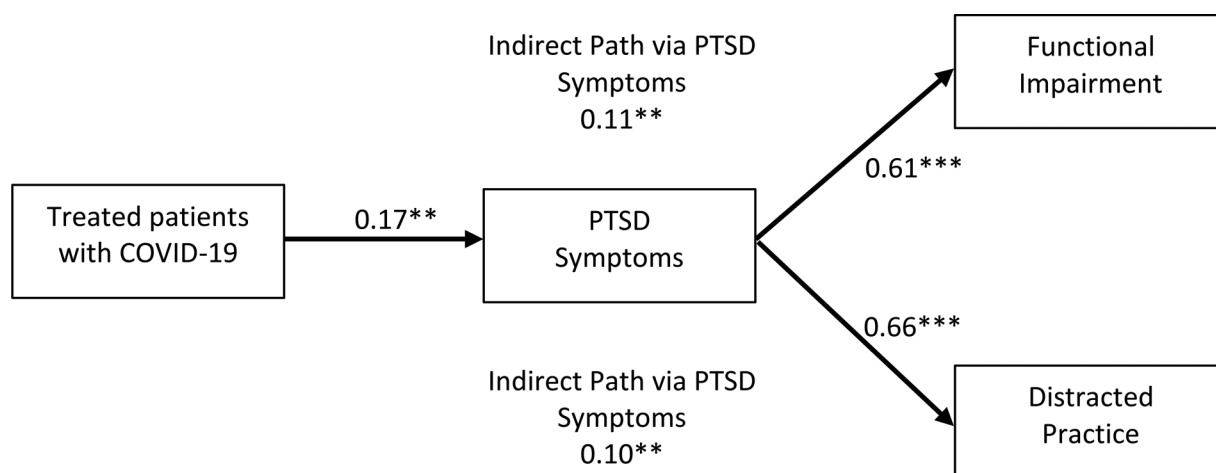 Indirect Path via PTSD
Symptoms
0.11**
Functional
Impairment
0.61***
Treated patients
with COVID-19
0.17**
PTSD
Symptoms
0.66***
Indirect Path via PTSD
Symptoms
0.10**
Distracted
Practice